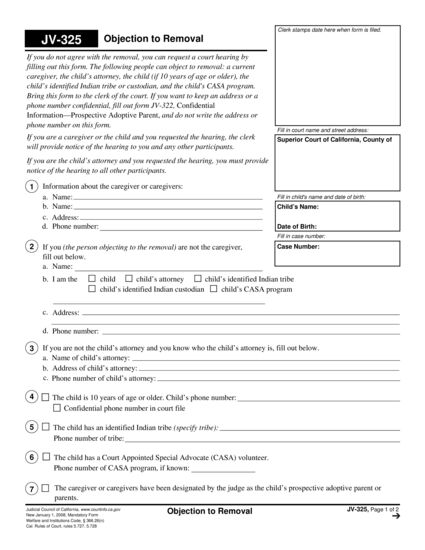 JV-325
Objection to Removal
Clerk stamps date here when form is filed.
If you do not agree with the removal, you can request a court hearing by
filling out this form. The following people can object to removal: a current
caregiver, the child's attorney, the child (if 10 years of age or older), the
child's identified Indian tribe or custodian, and the child's CASA program.
Bring this form to the clerk of the court. If you want to keep an address or a
phone number confidential, fill out form JV-322, Confidential
Information—Prospective Adoptive Parent, and do not write the address or
phone number on this form.
If you are a caregiver or the child and you requested the hearing, the clerk
will provide notice of the hearing to you and any other participants.
If you are the child's attorney and you requested the hearing, you must provide
notice of the hearing to all other participants.
Fill in court name and street address:
Superior Court of California, County of
Fill in child's name and date of birth:
Child's Name:
Date of Birth:
Fill in case number:
Case Number:
1 Information about the caregiver or caregivers:
a. Name:
b. Name:
c. Address:
d. Phone number:
2 If you (the person objecting to the removal) are not the caregiver,
fill out below.
a. Name:
b. I am the child child's attorney child's identified Indian tribe
child's identified Indian custodian child's CASA program
c. Address:
d. Phone number:
3 If you are not the child's attorney and you know who the child's attorney is, fill out below.
a. Name of child's attorney:
b. Address of child's attorney:
c. Phone number of child's attorney:
4 The child is 10 years of age or older. Child's phone number:
Confidential phone number in court file
5 The child has an identified Indian tribe (specify tribe):
Phone number of tribe:
6 The child has a Court Appointed Special Advocate (CASA) volunteer.
Phone number of CASA program, if known:
7 The caregiver or caregivers have been designated by the judge as the child's prospective adoptive parent or
parents.
Judicial Council of California, www.courtinfo.ca.gov
New January 1, 2008, Mandatory Form
Welfare and Institutions Code, § 366.26(n)
Cal. Rules of Court, rules 5.727, 5.728
Objection to Removal
JV-325, Page 1 of 2